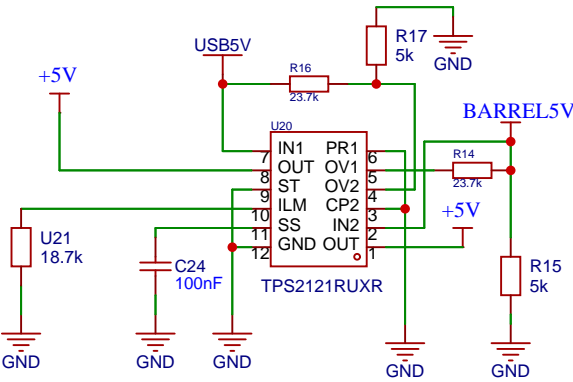 R17
5k
GND
USB5V
R16
23.7k
+5V
BARREL5V
U20
IN1
PR1
7
6
OUT
OV1
R14
23.7k
8
5
ST
OV2
9
4
ILM
CP2
10
3
SS
IN2
+5V
11
2
GND
OUT
12
1
U21
18.7k
C24
100nF
TPS2121RUXR
R15
5k
GND
GND
GND
GND
GND